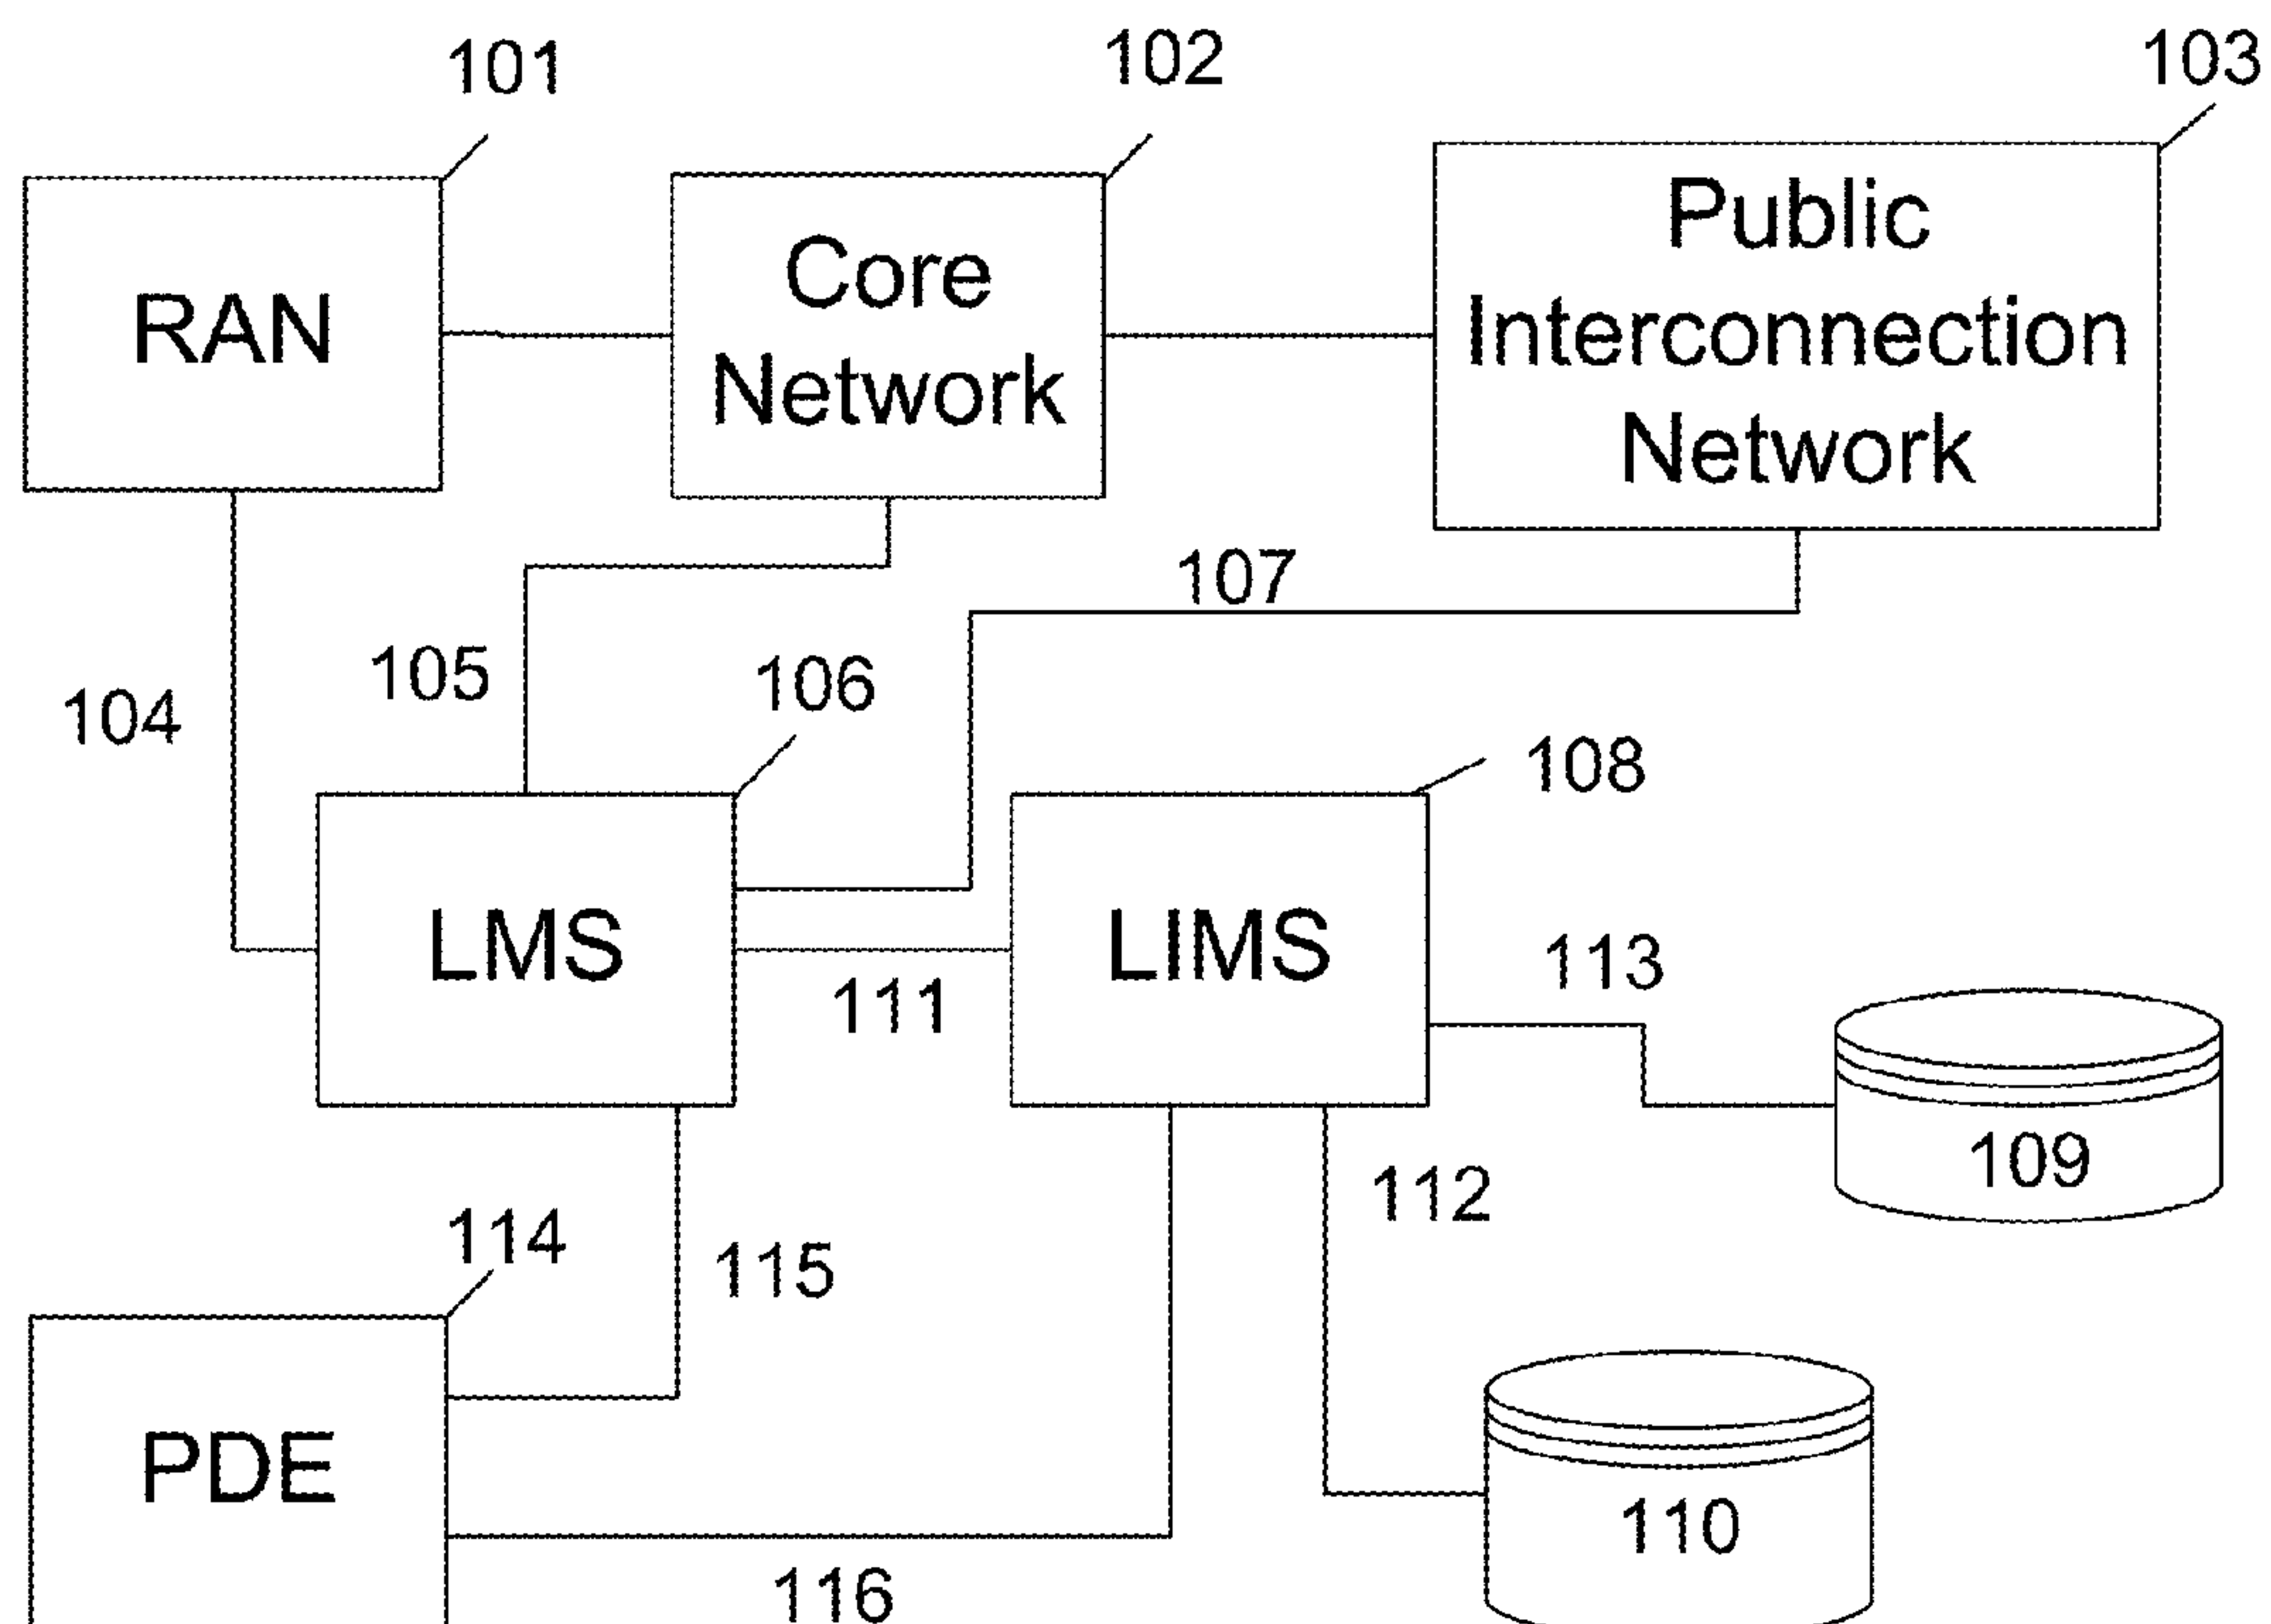 101
102
103
RAN
Core
Network
Public
Interconnection
Network
107
105
106
104
108
LMS
LIMS
113
111
109
112
114
115
PDE
110
116